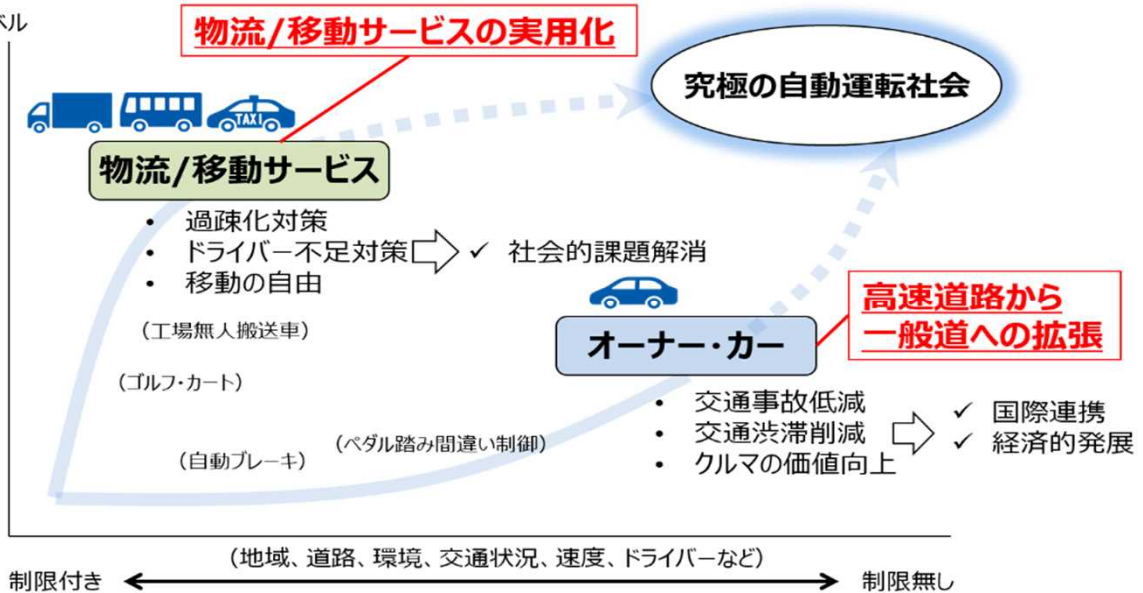 ベル
物流/移動サービスの実用化
究極の自動運転社会
TAXI
物流/移動サービス
• 過疎化対策
• ドライバー不足対策
• 移動の自由
✓ 社会的課題解消
(工場無人搬送車)
(ゴルフ・カート)
(自動ブレーキ)
(ペダル踏み間違い制御)
高速道路から
一般道への拡張
オーナー・カー
• 交通事故低減
• 交通渋滞削減
• クルマの価値向上
✓ 国際連携
✓ 経済的発展
(地域、道路、環境、交通状況、速度、ドライバーなど)
制限付き
制限無し